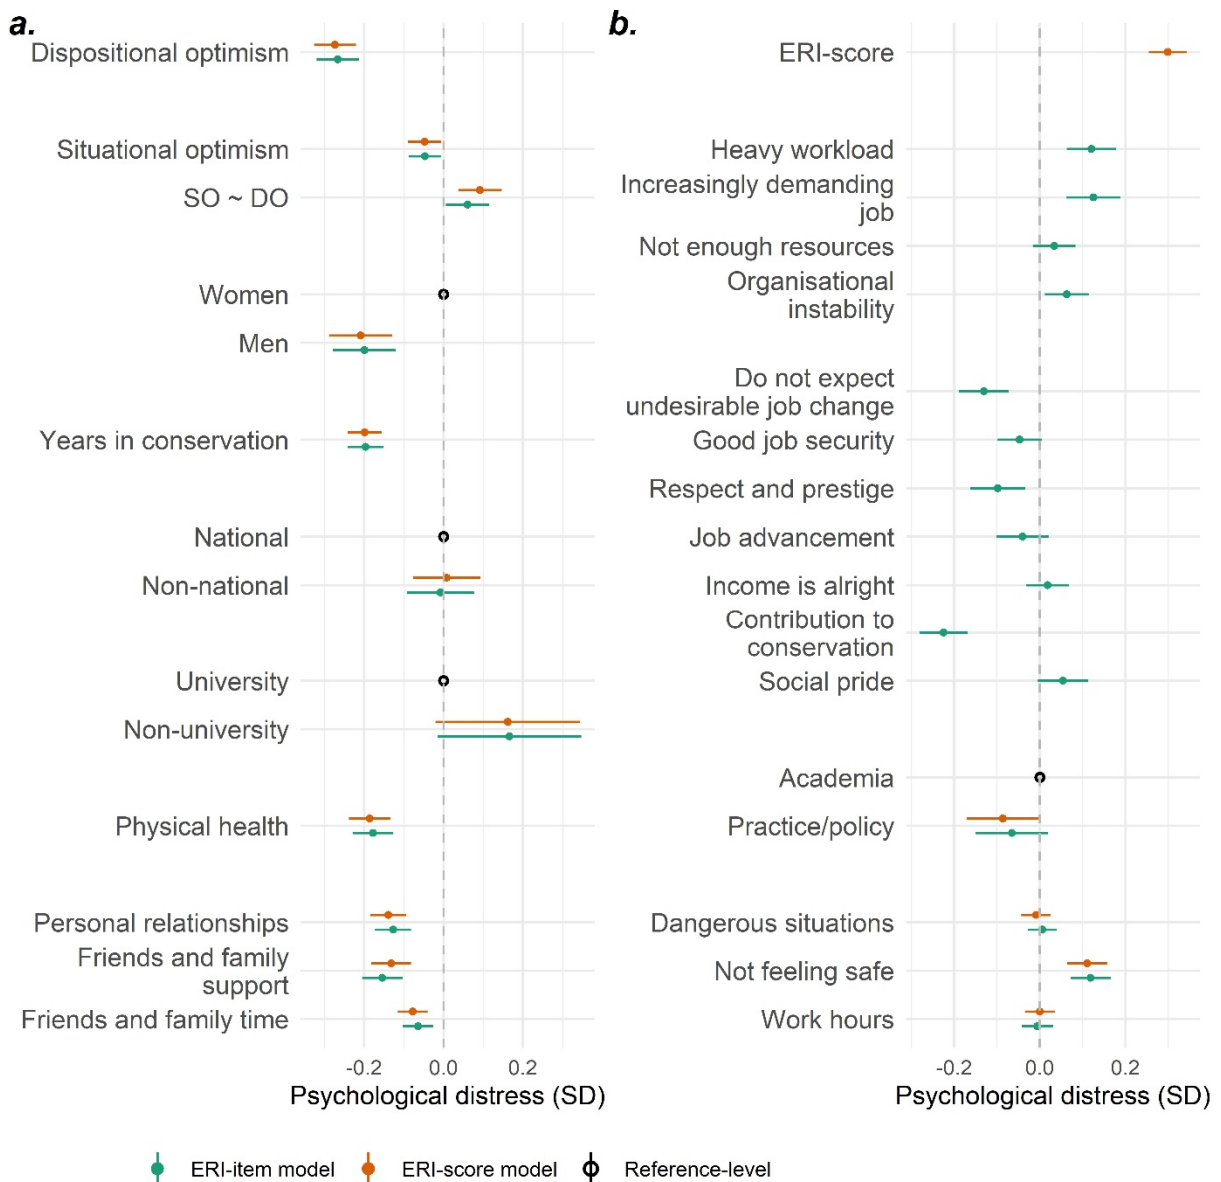 a.
Dispositional optimism
Situational optimism
SO ~ DO
Women
Men
Years in conservation
National
Non-national
University
Non-university
Physical health
Personal relationships
Friends and family
support
Friends and family time
-0.2 0.0 0.2
Psychological distress (SD)
b.
ERI-score
Heavy workload
Increasingly demanding
job
Not enough resources
Organisational
instability
Do not expect
undesirable job change
Good job security
Respect and prestige
Job advancement
Income is alright
Contribution to
conservation
Social pride
Academia
Practice/policy
Dangerous situations
Not feeling safe
Work hours
-0.2 0.0 0.2
Psychological distress (SD)
ERI-item model ERI-score model Reference-level